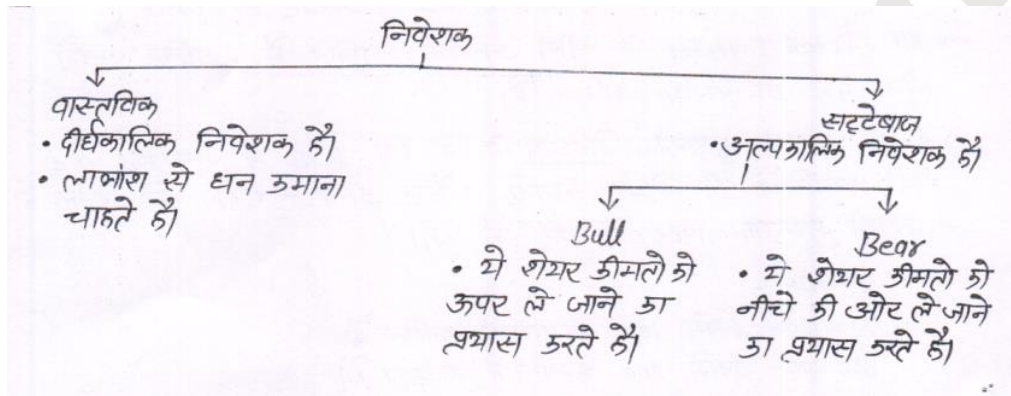 निवेशक
वास्तविक
• दीर्घकालिक निवेशक हैं।
• लाभांश से धन कमाना
चाहते हैं।
सट्टेबाज
• अल्पकालिक निवेशक हैं।
Bull
• ये शेयर कीमतो को
ऊपर ले जाने का
प्रयास करते हैं।
Bear
• ये शेयर कीमतो को
नीचे की ओर ले जाने
का प्रयास करते हैं।